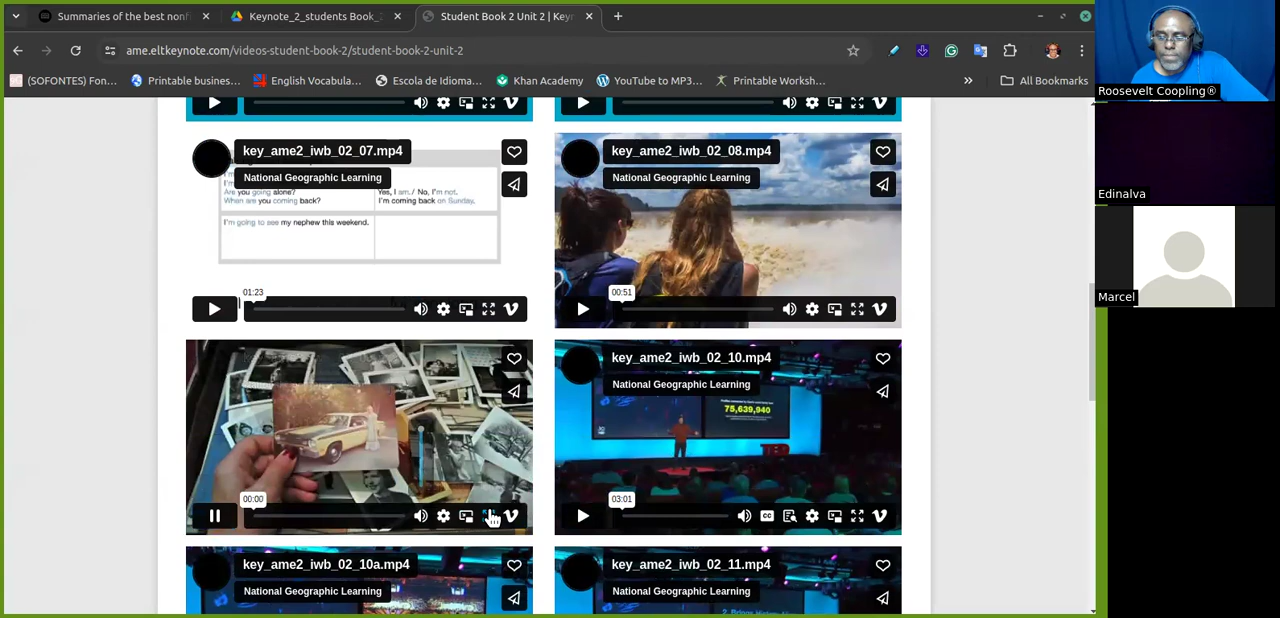 Summaries of the best nonf
Keynote_2_students Book_
Student Book 2 Unit 2 | Key
ame.eltkeynote.com/videos-student-book-2/student-book-2-unit-2
(SOFONTES) Fon...
Printable busines...
English Vocabula...
Escola de Idioma...
Khan Academy
YouTube to MP3...
Printable Worksh...
All Bookmarks
Roosevelt Coopling®
Edinalva
Marcel
key_ame2_iwb_02_07.mp4
National Geographic Learning
Are you going alone?
Yes, I am./ No, I'm not.
When are you coming back?
I'm coming back on Sunday.
I'm going to see my nephew this weekend.
01:23
key_ame2_iwb_02_08.mp4
National Geographic Learning
00:51
00:00
key_ame2_iwb_02_10.mp4
National Geographic Learning
75,639,940
TED
03:01
CC
key_ame2_iwb_02_10a.mp4
National Geographic Learning
key_ame2_iwb_02_11.mp4
National Geographic Learning